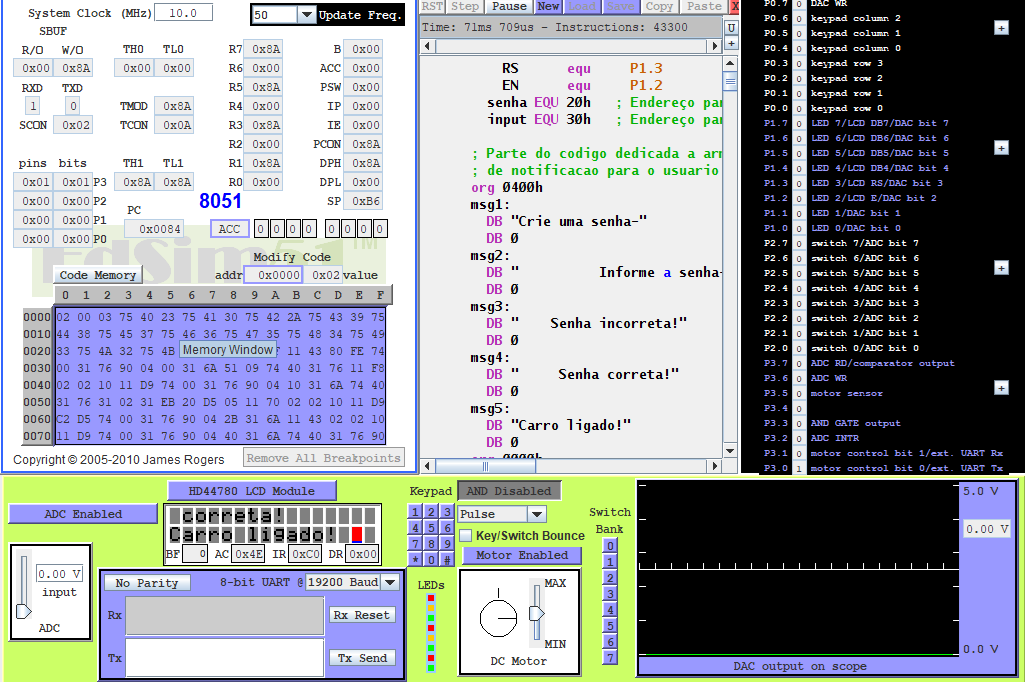 System Clock (MHz) 10.0 50 Update Freq.
SBUF
R/O W/O TH0 TL0 R7 0x8A B 0x00
0x00 0x8A 0x00 0x00 R6 0x00 ACC 0x00
RXD TXD R5 0x8A PSW 0x00
1 0 TMOD 0x8A R4 0x00 IP 0x00
SCON 0x02 TCON 0x0A R3 0x8A IE 0x00
R2 0x00 PCON 0x8A
pins bits TH1 TL1 R1 0x8A DPH 0x8A
0x01 0x01 P3 0x8A 0x8A R0 0x00 DPL 0x00
0x00 0x00 P2 8051 SP 0xB6
0x00 0x00 P1 PC
0x00 0x00 P0 0x0084 ACC 0 0 0 0 0 0 0 0
EdSim51™
Modify Code
Code Memory addr 0x0000 0x02 value
0 1 2 3 4 5 6 7 8 9 A B C D E F
0000 02 00 03 75 40 23 75 41 30 75 42 2A 75 43 39 75
0010 44 38 75 45 37 75 46 36 75 47 35 75 48 34 75 49
0020 33 75 4A 32 75 4B Memory Window F 11 43 80 FE 74
0030 00 31 76 90 04 00 31 6A 51 09 74 40 31 76 11 F8
0040 02 02 10 11 D9 74 00 31 76 90 04 10 31 6A 74 40
0050 31 76 31 02 31 EB 20 D5 05 11 70 02 02 10 11 D9
0060 C2 D5 74 00 31 76 90 04 2B 31 6A 11 43 02 02 10
0070 11 D9 74 00 31 76 90 04 40 31 6A 74 40 31 76 90
Copyright © 2005-2010 James Rogers Remove All Breakpoints
RST Step Pause New Load Save Copy Paste X
Time: 71ms 709us - Instructions: 43300 U
+
RS equ P1.3
EN equ P1.2
senha EQU 20h ; Endereço par
input EQU 30h ; Endereço par
; Parte do codigo dedicada a arm
; de notificacao para o usuario
org 0400h
msg1:
DB "Crie uma senha-"
DB 0
msg2:
DB " Informe a senha-
DB 0
msg3:
DB " Senha incorreta!"
DB 0
msg4:
DB " Senha correta!"
DB 0
msg5:
DB "Carro ligado!"
DB 0
org 0000h
P0.7 0 DAC WR
P0.6 0 keypad column 2
P0.5 0 keypad column 1
P0.4 0 keypad column 0
P0.3 0 keypad row 3
P0.2 0 keypad row 2
P0.1 0 keypad row 1
P0.0 0 keypad row 0
P1.7 0 LED 7/LCD DB7/DAC bit 7
P1.6 0 LED 6/LCD DB6/DAC bit 6
P1.5 0 LED 5/LCD DB5/DAC bit 5
P1.4 0 LED 4/LCD DB4/DAC bit 4
P1.3 0 LED 3/LCD RS/DAC bit 3
P1.2 0 LED 2/LCD E/DAC bit 2
P1.1 0 LED 1/DAC bit 1
P1.0 0 LED 0/DAC bit 0
P2.7 0 switch 7/ADC bit 7
P2.6 0 switch 6/ADC bit 6
P2.5 0 switch 5/ADC bit 5
P2.4 0 switch 4/ADC bit 4
P2.3 0 switch 3/ADC bit 3
P2.2 0 switch 2/ADC bit 2
P2.1 0 switch 1/ADC bit 1
P2.0 0 switch 0/ADC bit 0
P3.7 0 ADC RD/comparator output
P3.6 0 ADC WR
P3.5 0 motor sensor
P3.4 0
P3.3 0 AND GATE output
P3.2 0 ADC INTR
P3.1 0 motor control bit 1/ext. UART Rx
P3.0 1 motor control bit 0/ext. UART Tx
+
+
+
+
ADC Enabled
0.00 V
input
ADC
HD44780 LCD Module
correta!
Carro ligado!
BF 0 AC 0x4E IR 0xC0 DR 0x00
No Parity 8-bit UART @ 19200 Baud
Rx Rx Reset
Tx Tx Send
Keypad AND Disabled
1 2 3 Pulse
4 5 6 Key/Switch Bounce
7 8 9 Motor Enabled
* 0 #
LEDs
MAX
MIN
DC Motor
Switch
Bank
0
1
2
3
4
5
6
7
5.0 V
0.00 V
0.0 V
DAC output on scope